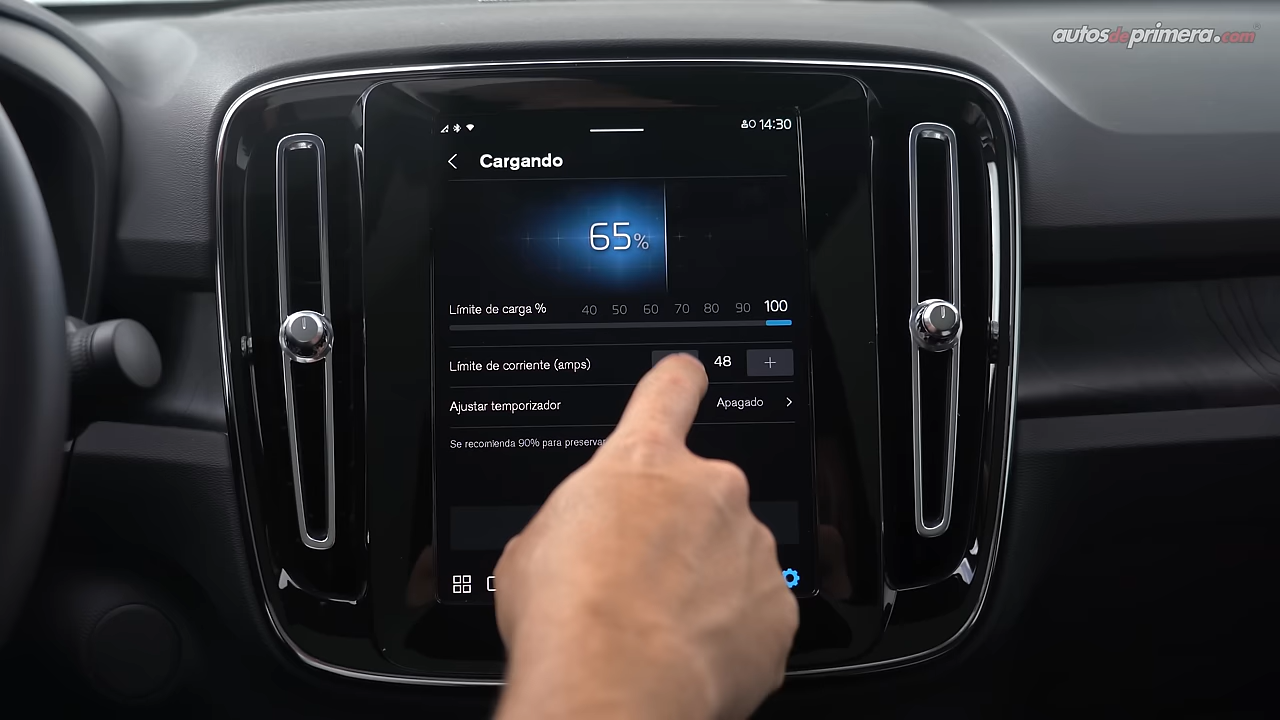 autosdeprimera.com
14:30
Cargando
65%
Límite de carga % 40 50 60 70 80 90 100
Límite de corriente (amps) 48 +
Ajustar temporizador Apagado
Se recomienda 90% para preservar